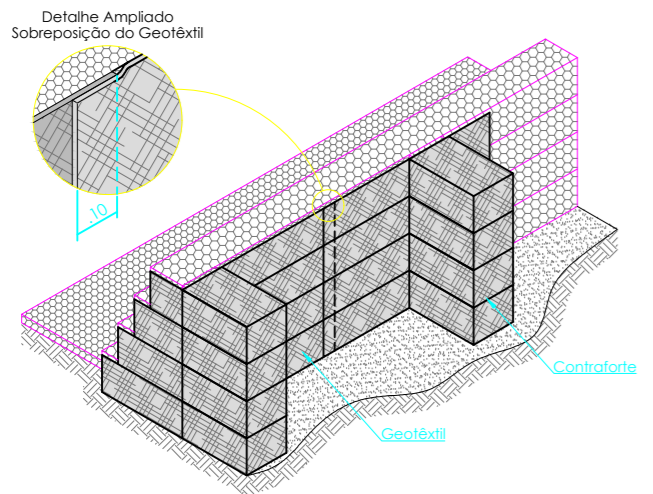 Detalhe Ampliado
Sobreposição do Geotêxtil
.10
Contraforte
Geotêxtil